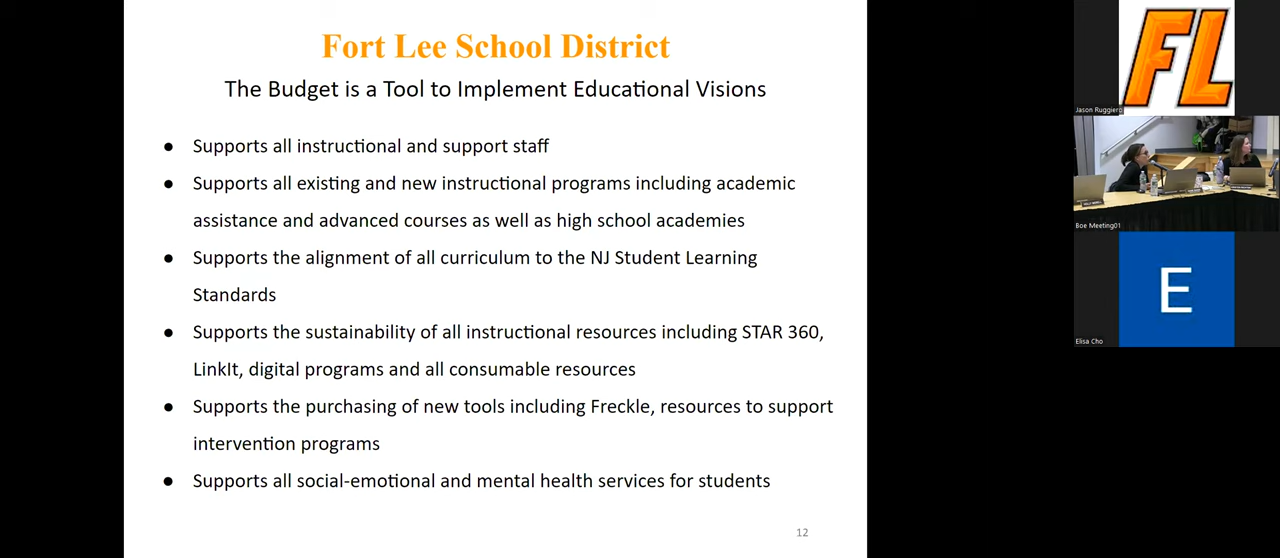 Fort Lee School District
The Budget is a Tool to Implement Educational Visions
● Supports all instructional and support staff
● Supports all existing and new instructional programs including academic
assistance and advanced courses as well as high school academies
● Supports the alignment of all curriculum to the NJ Student Learning
Standards
● Supports the sustainability of all instructional resources including STAR 360,
LinkIt, digital programs and all consumable resources
● Supports the purchasing of new tools including Freckle, resources to support
intervention programs
● Supports all social-emotional and mental health services for students
12
FL
Jason Ruggiero
Boe Meeting01
E
Elisa Cho